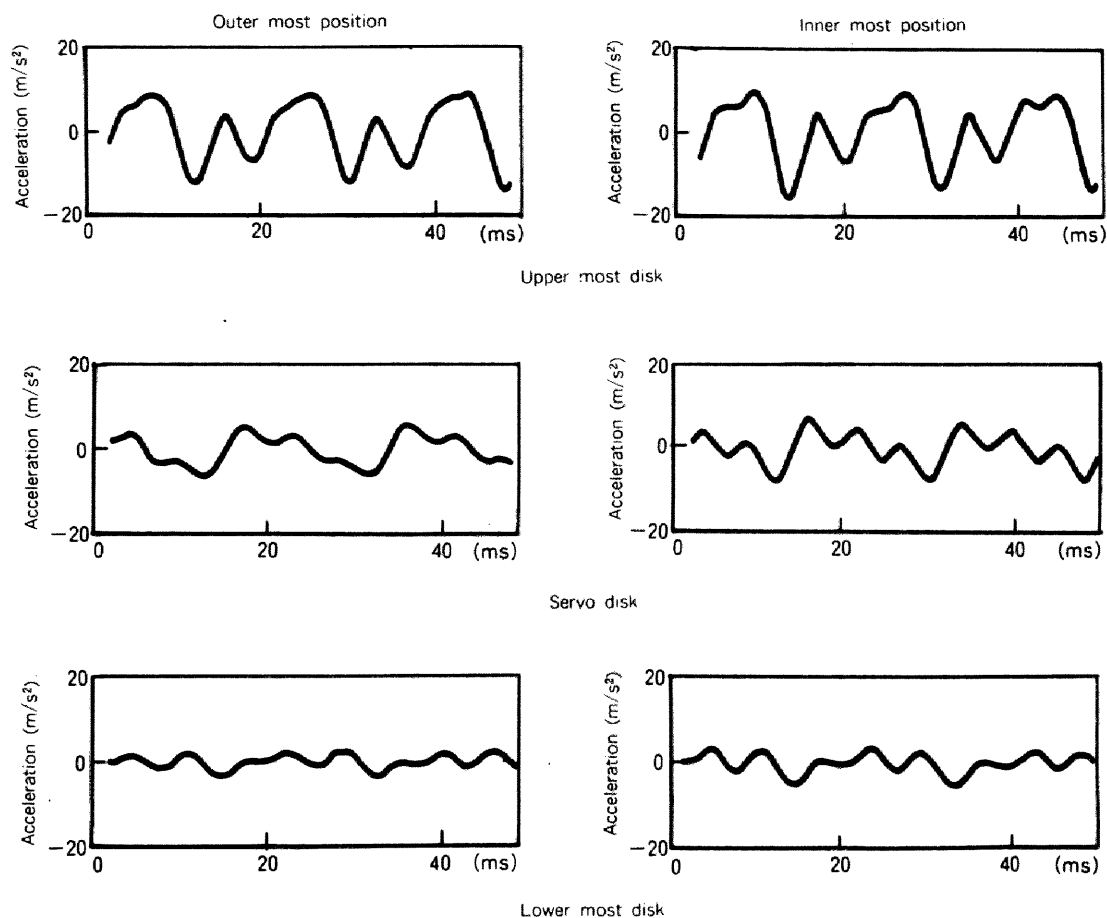 Outer most position
Inner most position
Acceleration (m/s²)
20
0
−20
0 20 40 (ms)
Acceleration (m/s²)
20
0
−20
0 20 40 (ms)
Upper most disk
Acceleration (m/s²)
20
0
−20
0 20 40 (ms)
Acceleration (m/s²)
20
0
−20
0 20 40 (ms)
Servo disk
Acceleration (m/s²)
20
0
−20
0 20 40 (ms)
Acceleration (m/s²)
20
0
−20
0 20 40 (ms)
Lower most disk